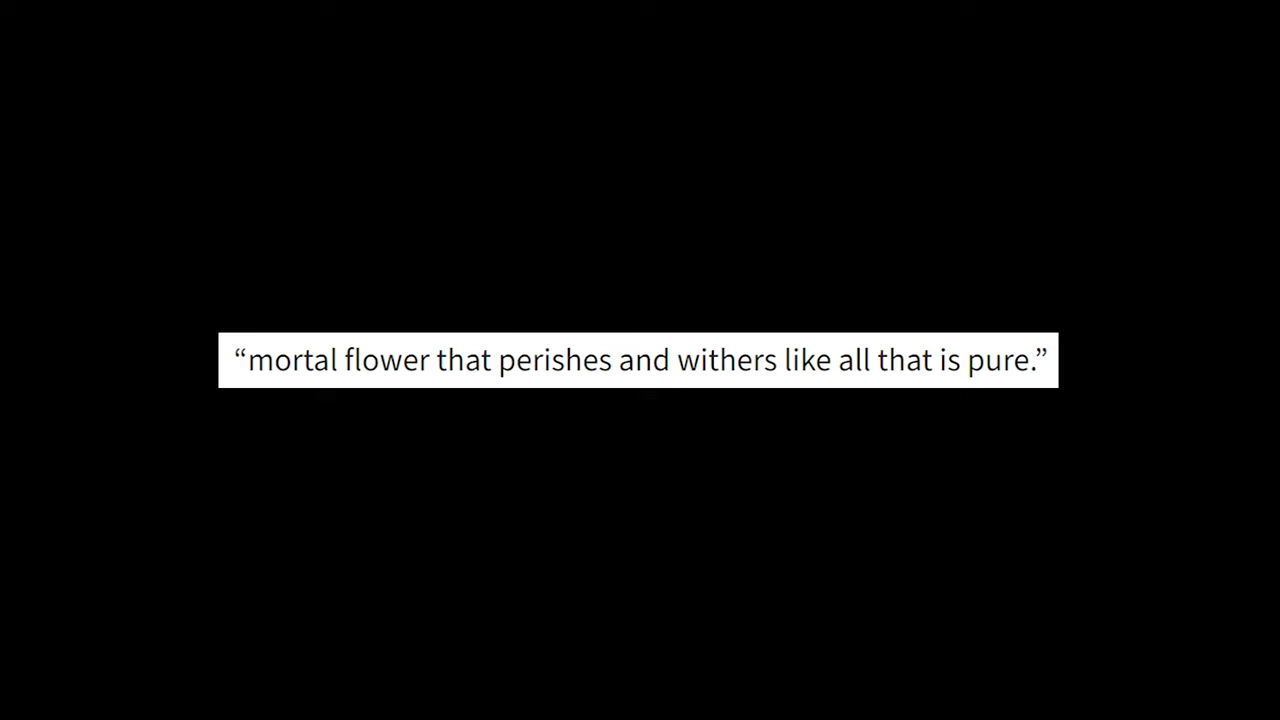 “mortal flower that perishes and withers like all that is pure.”